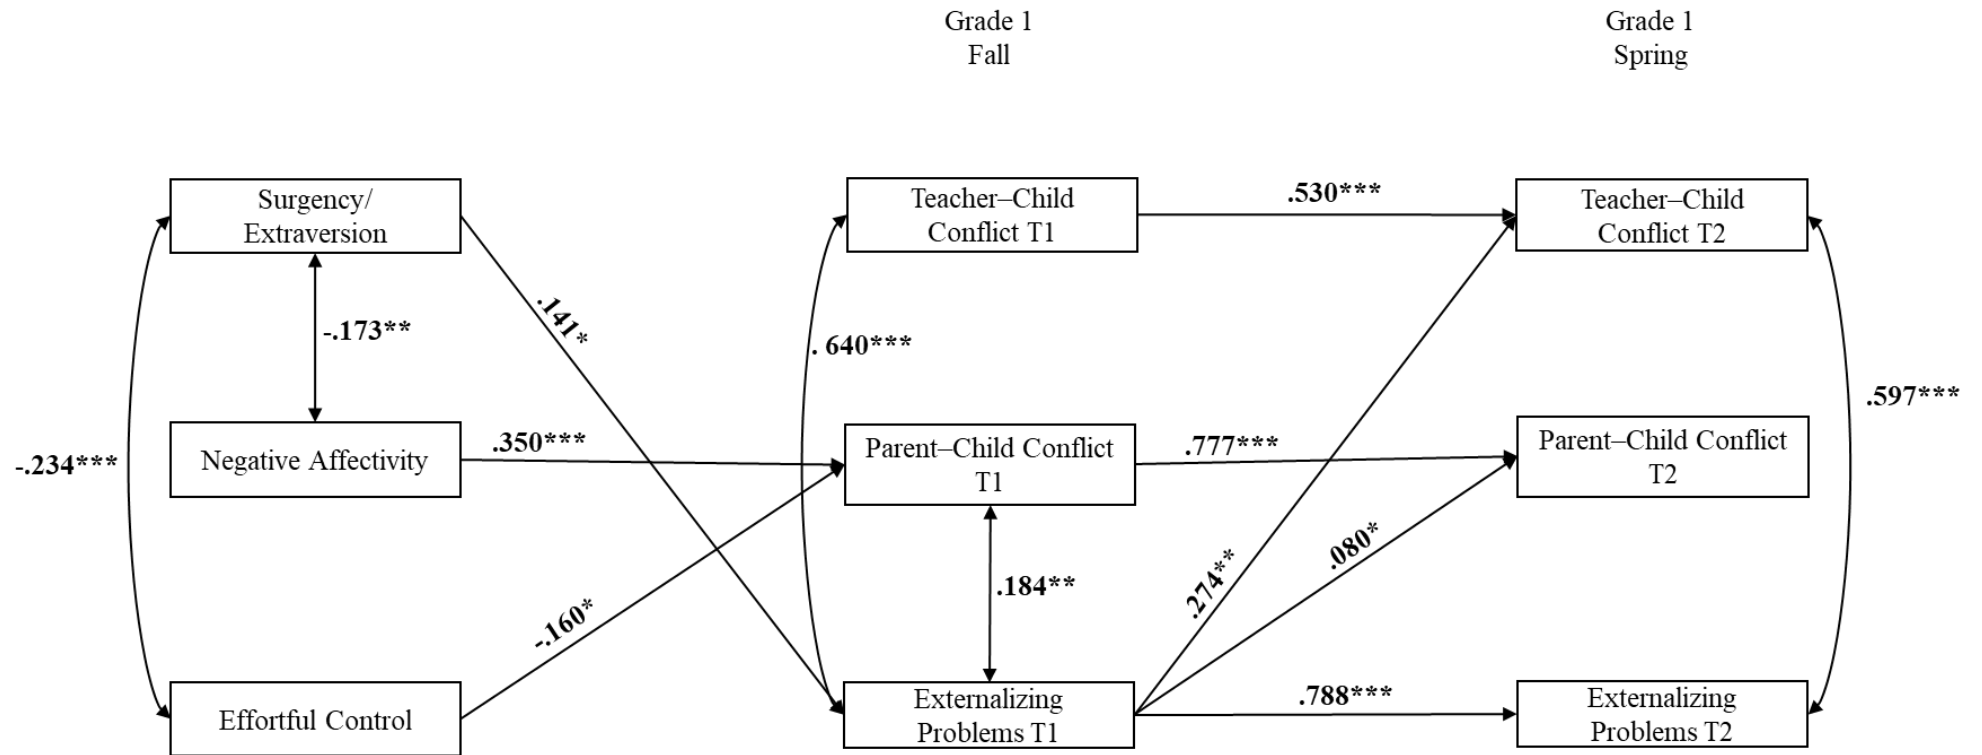 Grade 1
Fall
Grade 1
Spring
Surgency/
Extraversion
Teacher–Child
Conflict T1
.530***
Teacher–Child
Conflict T2
-.173**
.141*
. 640***
.597***
Negative Affectivity
.350***
Parent–Child Conflict
T1
.777***
Parent–Child Conflict
T2
-.234***
-.160*
.184**
.274**
.080*
Effortful Control
Externalizing
Problems T1
.788***
Externalizing
Problems T2